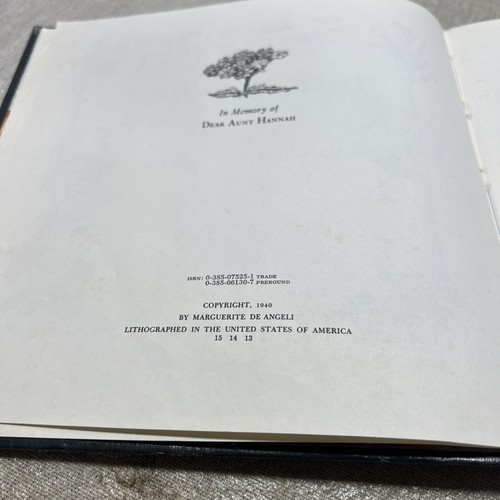 In Memory of
DEAR AUNT HANNAH
ISBN: 0-385-07525-1 TRADE
0-385-06130-7 PREBOUND
COPYRIGHT, 1940
BY MARGUERITE DE ANGELI
LITHOGRAPHED IN THE UNITED STATES OF AMERICA
15 14 13